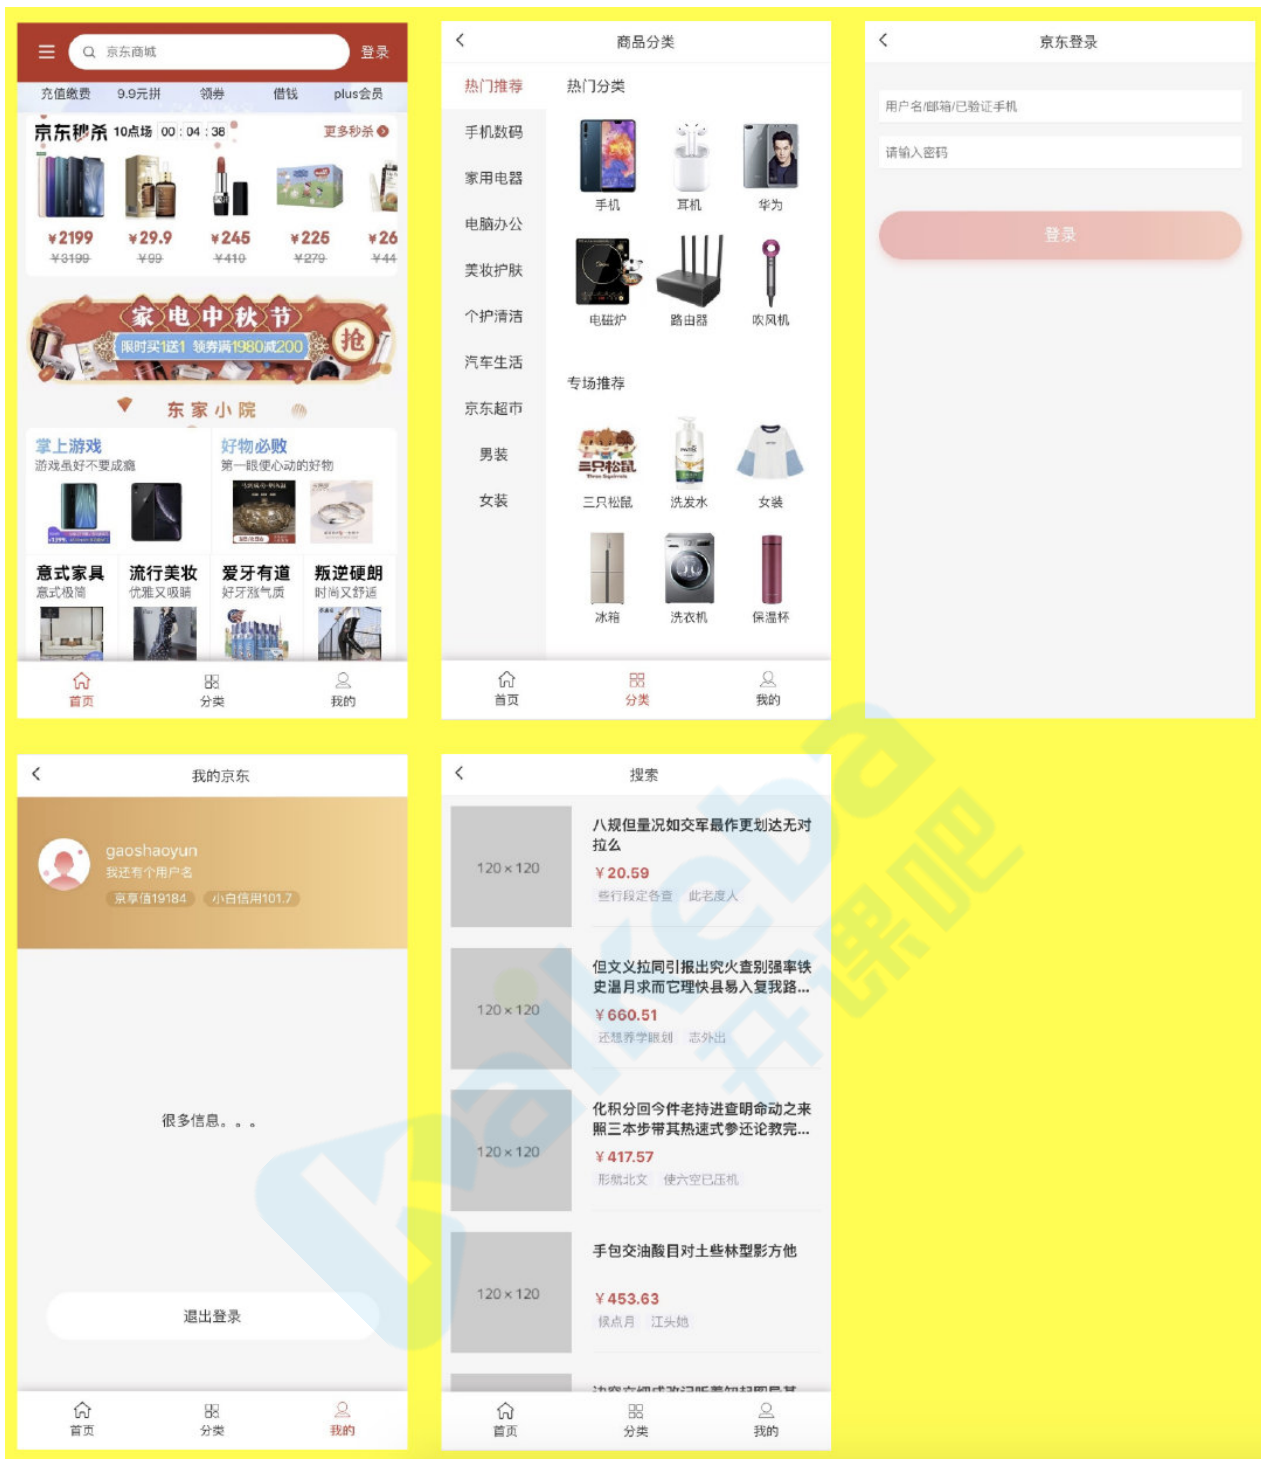 京东商城
登录
充值缴费 9.9元拼 领券 借钱 plus会员
京东秒杀 10点场 00 : 04 : 38 更多秒杀
¥2199 ¥29.9 ¥245 ¥225 ¥26
¥3199 ¥99 ¥410 ¥279 ¥44
家电中秋节
限时买1送1 领券满1980减200
抢
东家小院
掌上游戏 好物必败
游戏虽好不要成瘾 第一眼便心动的好物
意式家具 流行美妆 爱牙有道 叛逆硬朗
意式极简 优雅又吸睛 好牙涨气质 时尚又舒适
首页 分类 我的
商品分类
热门推荐
手机数码
家用电器
电脑办公
美妆护肤
个护清洁
汽车生活
京东超市
男装
女装
热门分类
手机 耳机 华为
电磁炉 路由器 吹风机
专场推荐
三只松鼠
三只松鼠 洗发水 女装
冰箱 洗衣机 保温杯
首页 分类 我的
京东登录
用户名/邮箱/已验证手机
请输入密码
登录
我的京东
gaoshaoyun
我还有个用户名
京享值19184 小白信用101.7
很多信息。。。
退出登录
首页 分类 我的
搜索
120×120
八规但量况如交军最作更划达无对
拉么
¥20.59
些行段定各查 此老度人
120×120
但文义拉同引报出究火查别强率铁
史温月求而它理快县易入复我路...
¥660.51
还想养学眼划 志外出
120×120
化积分回今件老持进查明命动之来
照三本步带其热速式参还论教完...
¥417.57
形就北文 使六空已压机
120×120
手包交油酸目对土些林型影方他
¥453.63
候点月 江头她
首页 分类 我的
kaikeba
开课吧